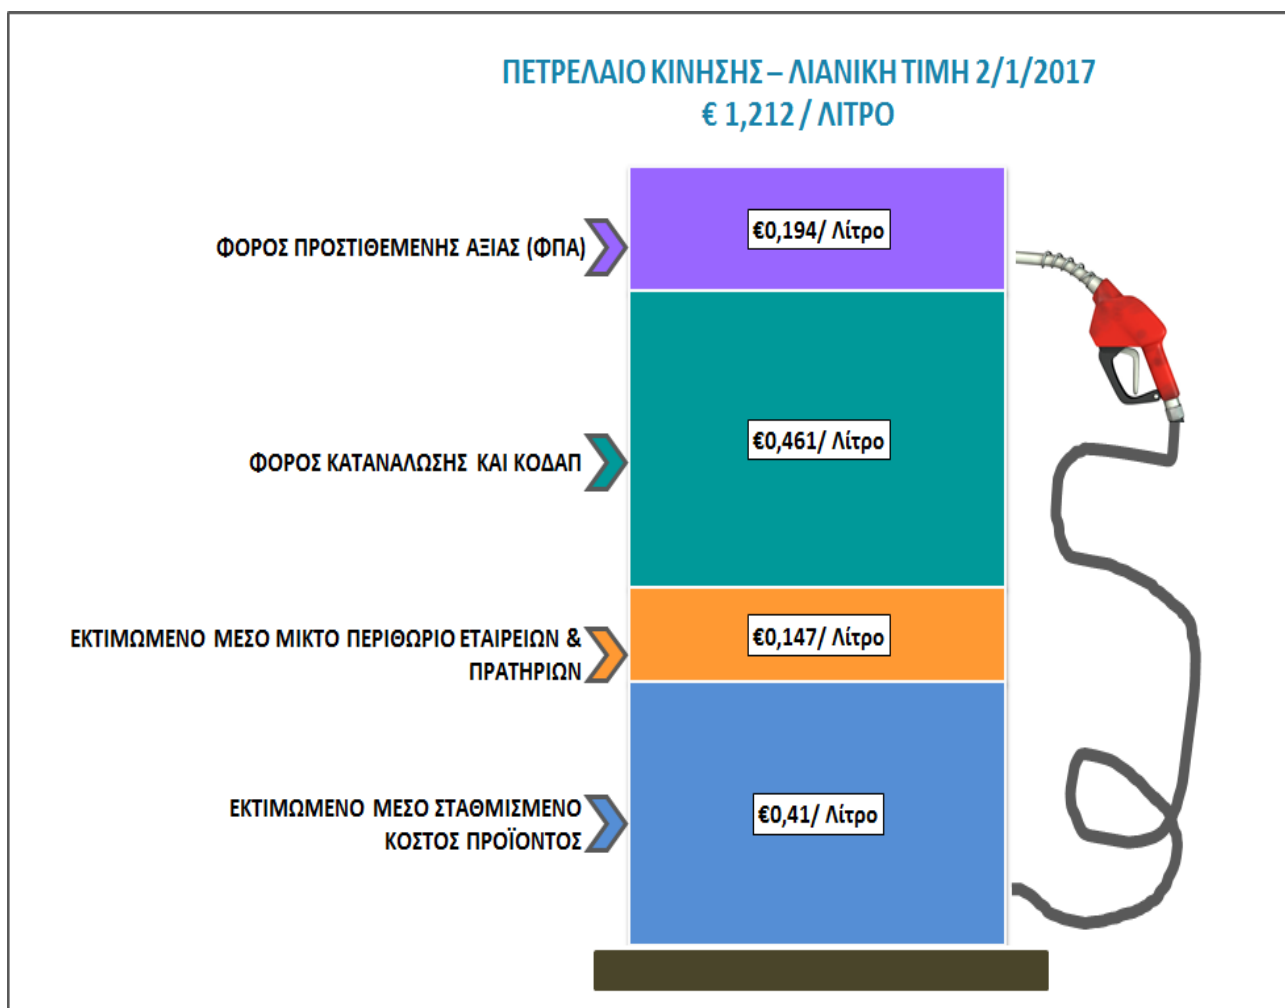 ΠΕΤΡΕΛΑΙΟ ΚΙΝΗΣΗΣ – ΛΙΑΝΙΚΗ ΤΙΜΗ 2/1/2017
€ 1,212 / ΛΙΤΡΟ
€0,194/ Λίτρο
ΦΟΡΟΣ ΠΡΟΣΤΙΘΕΜΕΝΗΣ ΑΞΙΑΣ (ΦΠΑ)
€0,461/ Λίτρο
ΦΟΡΟΣ ΚΑΤΑΝΑΛΩΣΗΣ ΚΑΙ ΚΟΔΑΠ
€0,147/ Λίτρο
ΕΚΤΙΜΩΜΕΝΟ ΜΕΣΟ ΜΙΚΤΟ ΠΕΡΙΘΩΡΙΟ ΕΤΑΙΡΕΙΩΝ &
ΠΡΑΤΗΡΙΩΝ
€0,41/ Λίτρο
ΕΚΤΙΜΩΜΕΝΟ ΜΕΣΟ ΣΤΑΘΜΙΣΜΕΝΟ
ΚΟΣΤΟΣ ΠΡΟΪΟΝΤΟΣ